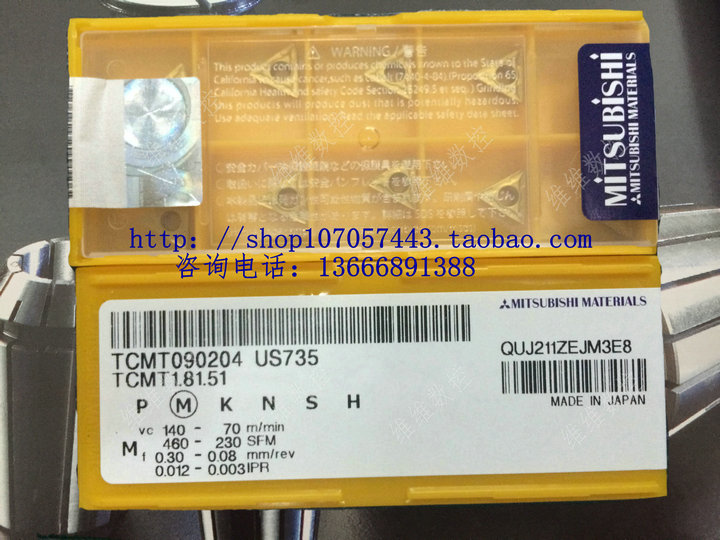 ⚠ WARNING/警告
This product contains or produces chemicals known to the State of
California to cause cancer, such as cobalt (7440-4-84). (Proposition 65
California Health and safety Code Section 25249.5 et seq.) Grinding
this products will produce dust that is potentially hazardous.
Use adequate ventilation. Read the applicable safety data sheet.
MITSUBISHI
MITSUBISHI MATERIALS
维维数控
http://shop107057443.taobao.com
咨询电话: 13666891388
MITSUBISHI MATERIALS
TCMT090204 US735
TCMT1.81.51
QUJ211ZEJM3E8
P M K N S H
MADE IN JAPAN
vc 140 - 70 m/min
M 460 - 230 SFM
f 0.30 - 0.08 mm/rev
0.012 - 0.003 IPR